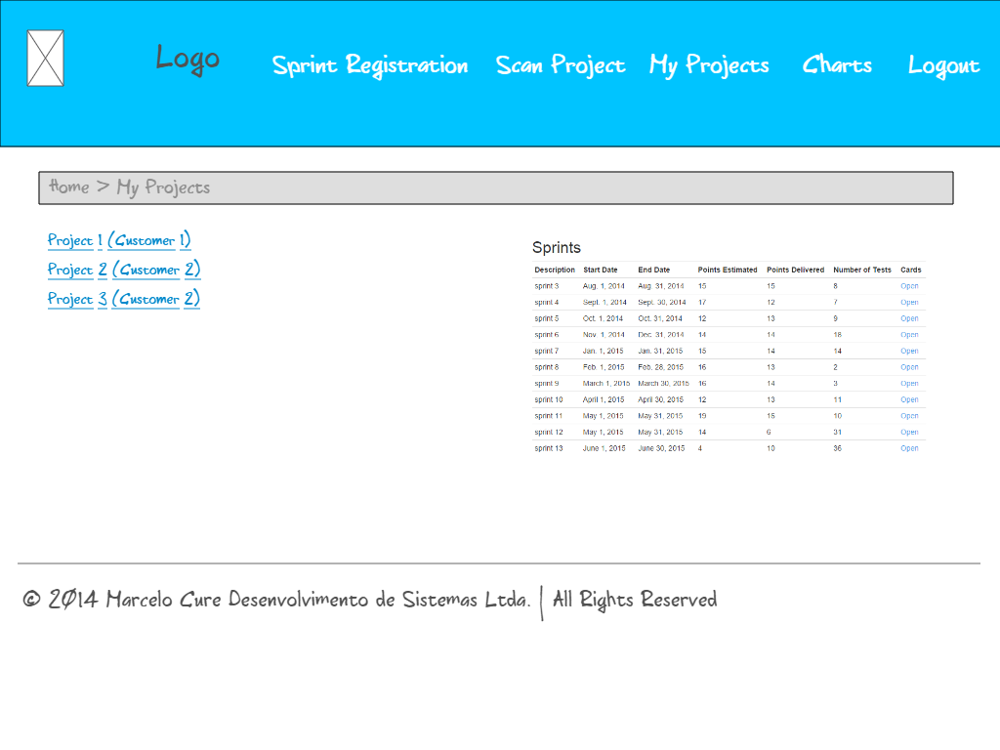 Logo Sprint Registration Scan Project My Projects Charts Logout
Home > My Projects
Project 1 (Customer 1)
Project 2 (Customer 2)
Project 3 (Customer 2)
Sprints
Description Start Date End Date Points Estimated Points Delivered Number of Tests Cards
sprint 3 Aug. 1, 2014 Aug. 31, 2014 15 15 8 Open
sprint 4 Sept. 1, 2014 Sept. 30, 2014 17 12 7 Open
sprint 5 Oct. 1, 2014 Oct. 31, 2014 12 13 9 Open
sprint 6 Nov. 1, 2014 Dec. 31, 2014 14 14 18 Open
sprint 7 Jan. 1, 2015 Jan. 31, 2015 15 14 14 Open
sprint 8 Feb. 1, 2015 Feb. 28, 2015 16 13 2 Open
sprint 9 March 1, 2015 March 30, 2015 16 14 3 Open
sprint 10 April 1, 2015 April 30, 2015 12 13 11 Open
sprint 11 May 1, 2015 May 31, 2015 19 15 10 Open
sprint 12 May 1, 2015 May 31, 2015 14 6 31 Open
sprint 13 June 1, 2015 June 30, 2015 4 10 36 Open
© 2014 Marcelo Cure Desenvolvimento de Sistemas Ltda. | All Rights Reserved